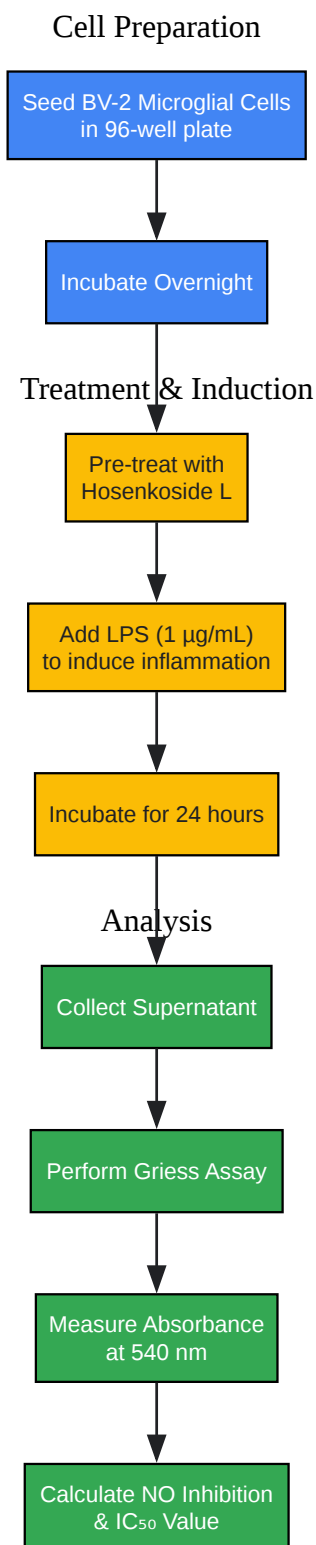 Cell Preparation
Seed BV-2 Microglial Cells
in 96-well plate
Incubate Overnight
Treatment & Induction
Pre-treat with
Hosenkoside L
Add LPS (1 µg/mL)
to induce inflammation
Incubate for 24 hours
Analysis
Collect Supernatant
Perform Griess Assay
Measure Absorbance
at 540 nm
Calculate NO Inhibition
& IC₅₀ Value